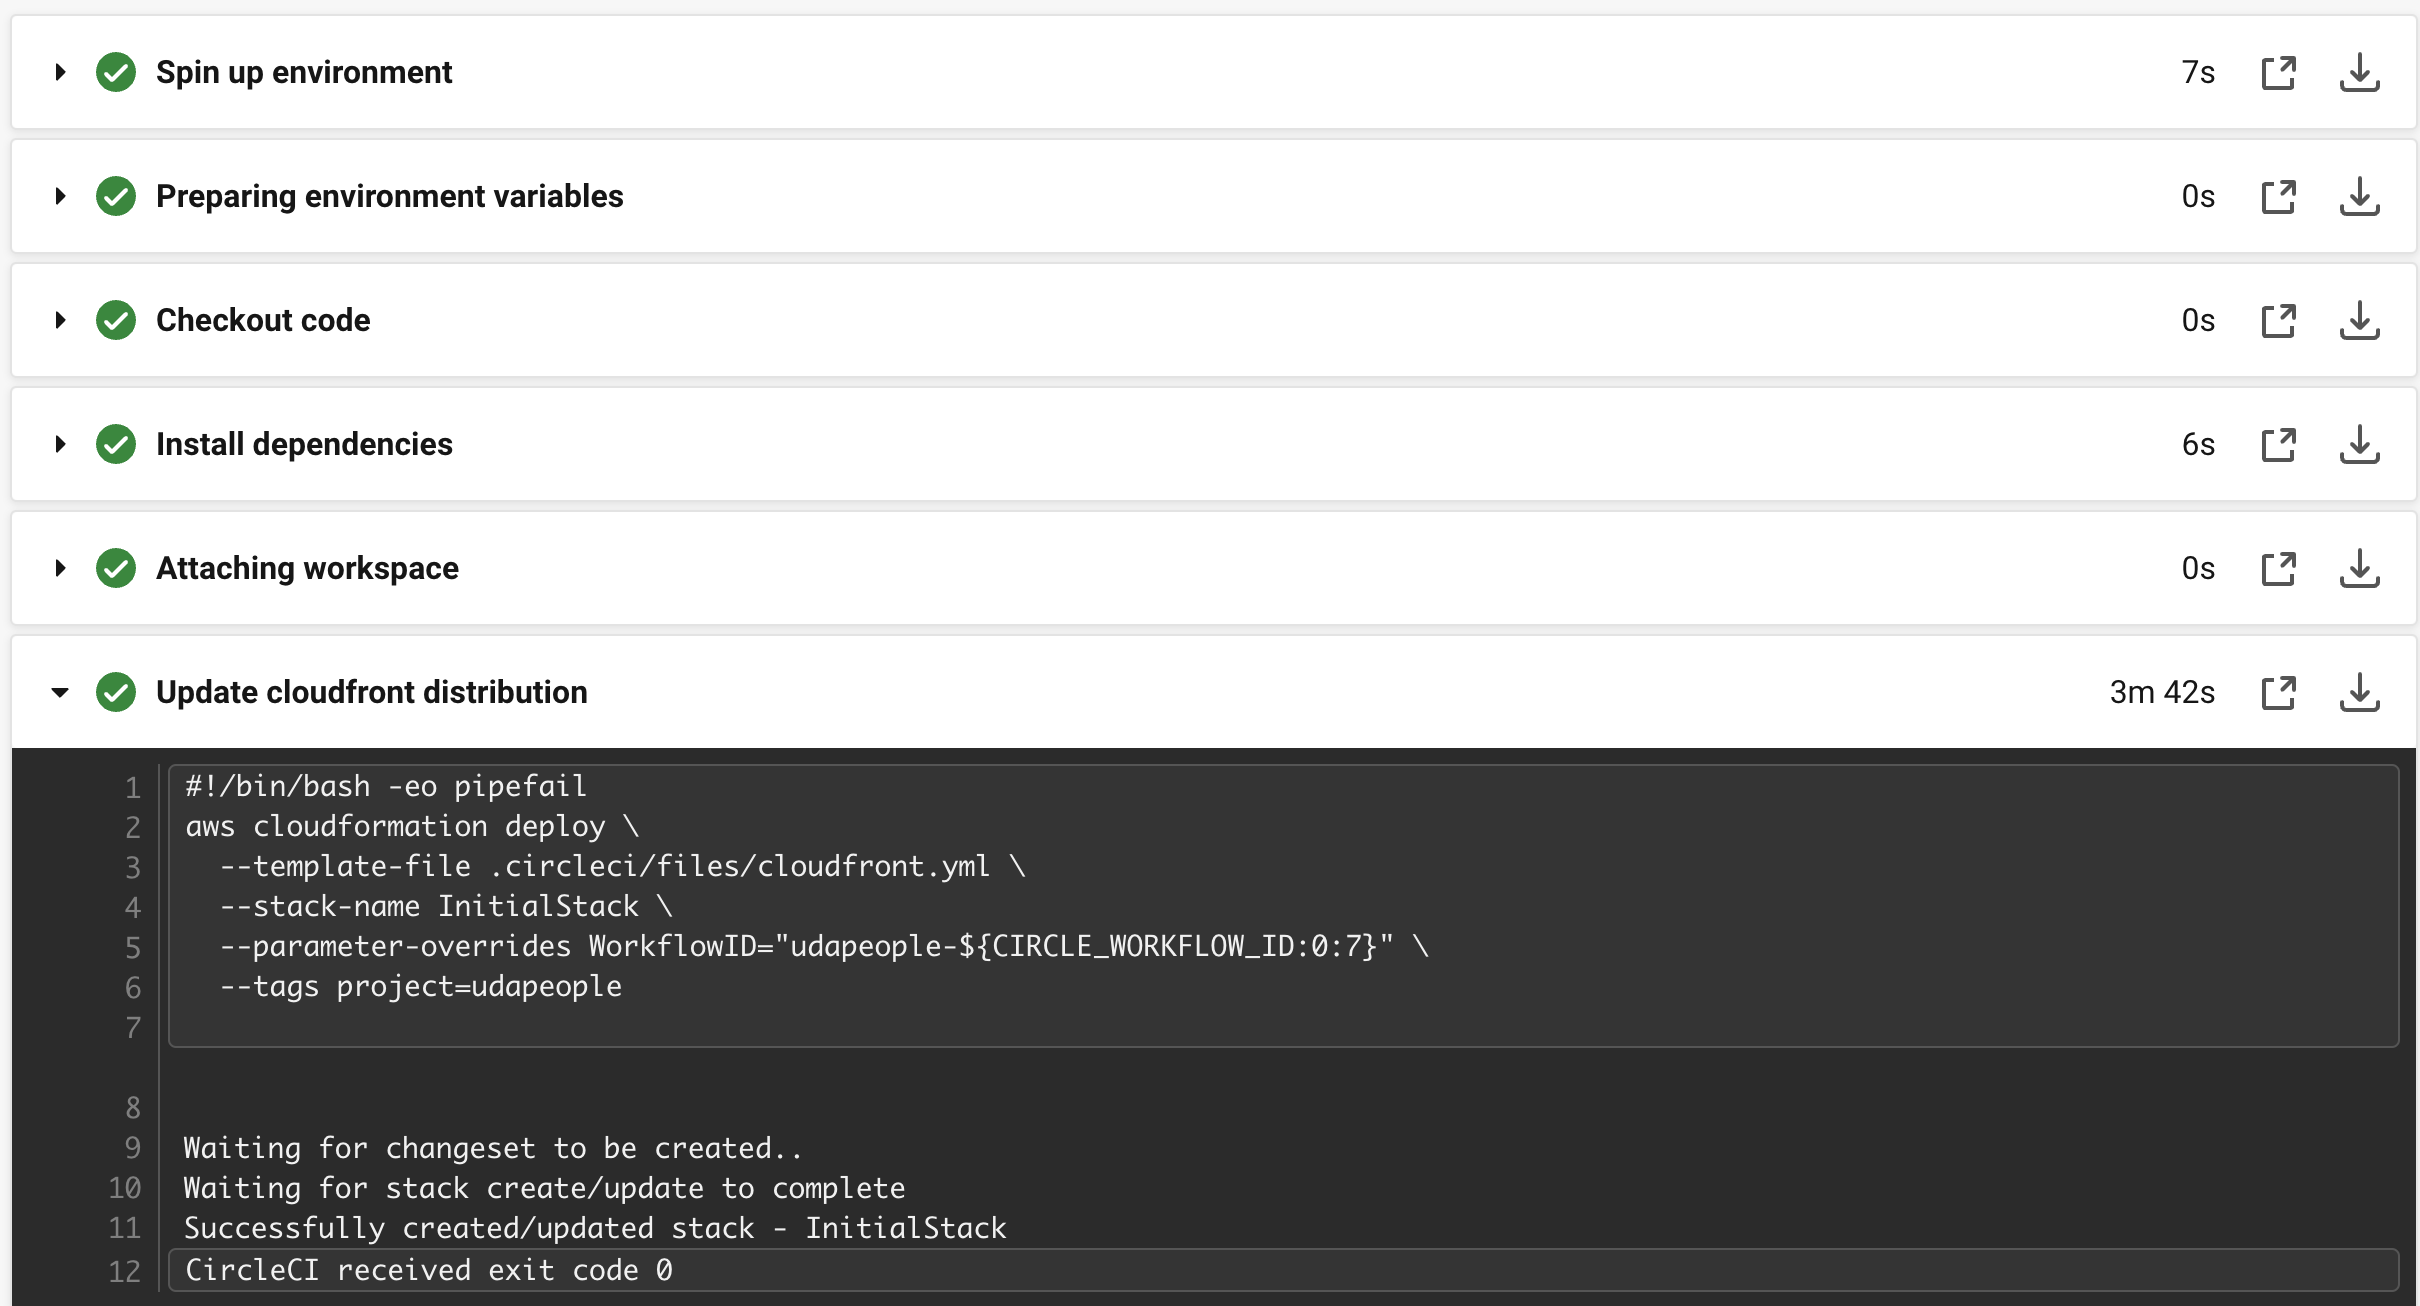 Spin up environment 7s
Preparing environment variables 0s
Checkout code 0s
Install dependencies 6s
Attaching workspace 0s
Update cloudfront distribution 3m 42s
1 #!/bin/bash -eo pipefail
2 aws cloudformation deploy \
3   --template-file .circleci/files/cloudfront.yml \
4   --stack-name InitialStack \
5   --parameter-overrides WorkflowID="udapeople-${CIRCLE_WORKFLOW_ID:0:7}" \
6   --tags project=udapeople
7
8
9 Waiting for changeset to be created..
10 Waiting for stack create/update to complete
11 Successfully created/updated stack - InitialStack
12 CircleCI received exit code 0